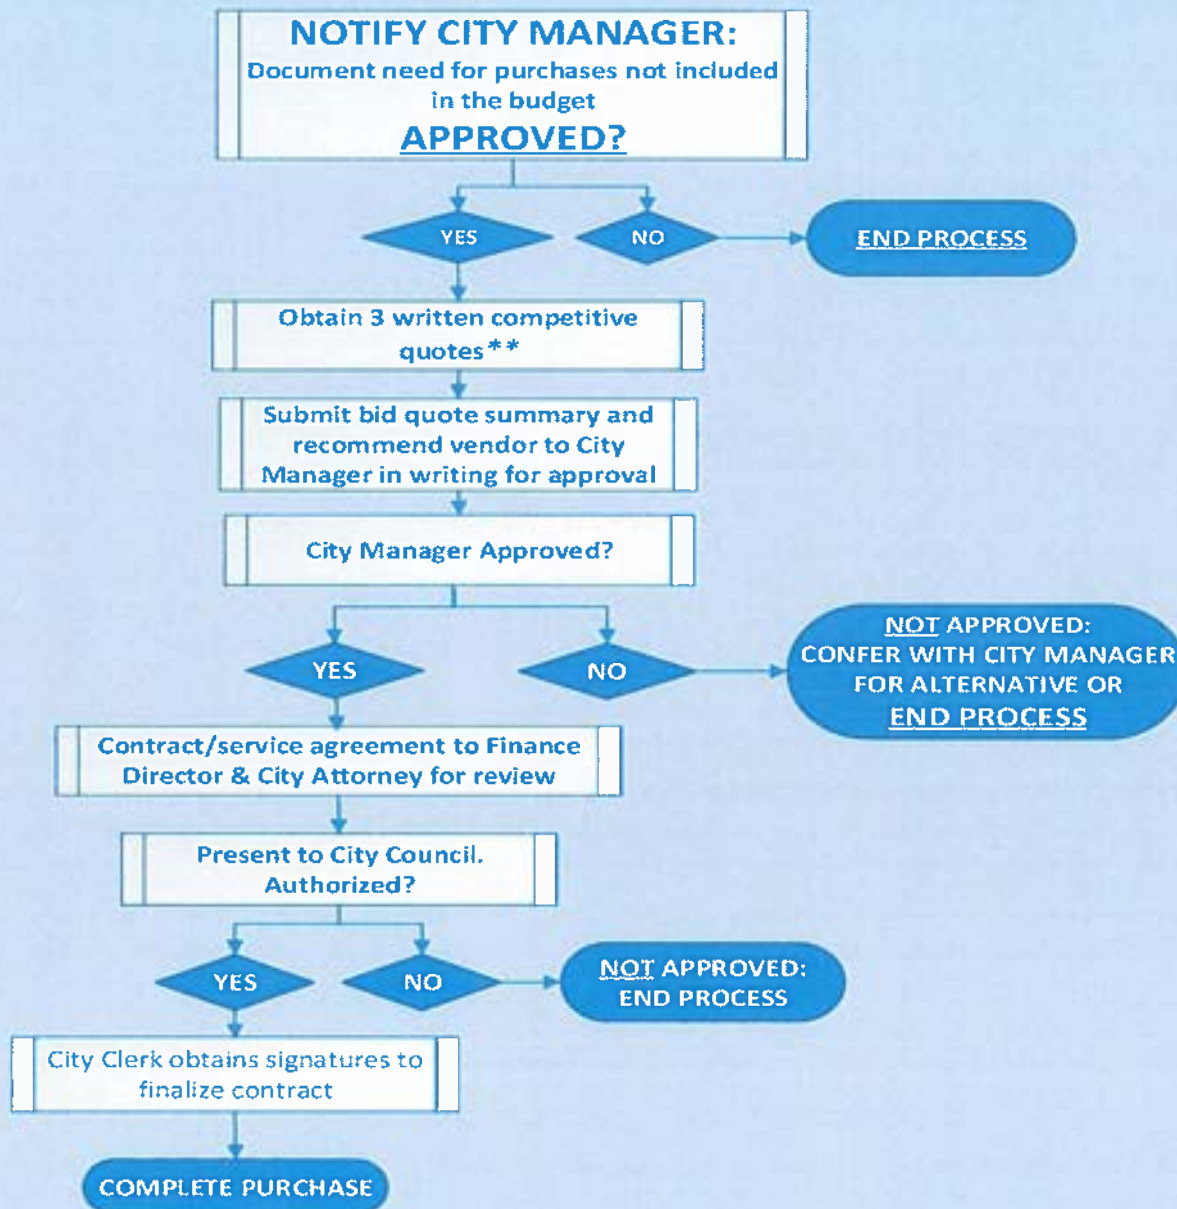 NOTIFY CITY MANAGER:
Document need for purchases not included
in the budget
APPROVED?
YES
NO
END PROCESS
Obtain 3 written competitive
quotes**
Submit bid quote summary and
recommend vendor to City
Manager in writing for approval
City Manager Approved?
YES
NO
NOT APPROVED:
CONFER WITH CITY MANAGER
FOR ALTERNATIVE OR
END PROCESS
Contract/service agreement to Finance
Director & City Attorney for review
Present to City Council.
Authorized?
YES
NO
NOT APPROVED:
END PROCESS
City Clerk obtains signatures to
finalize contract
COMPLETE PURCHASE